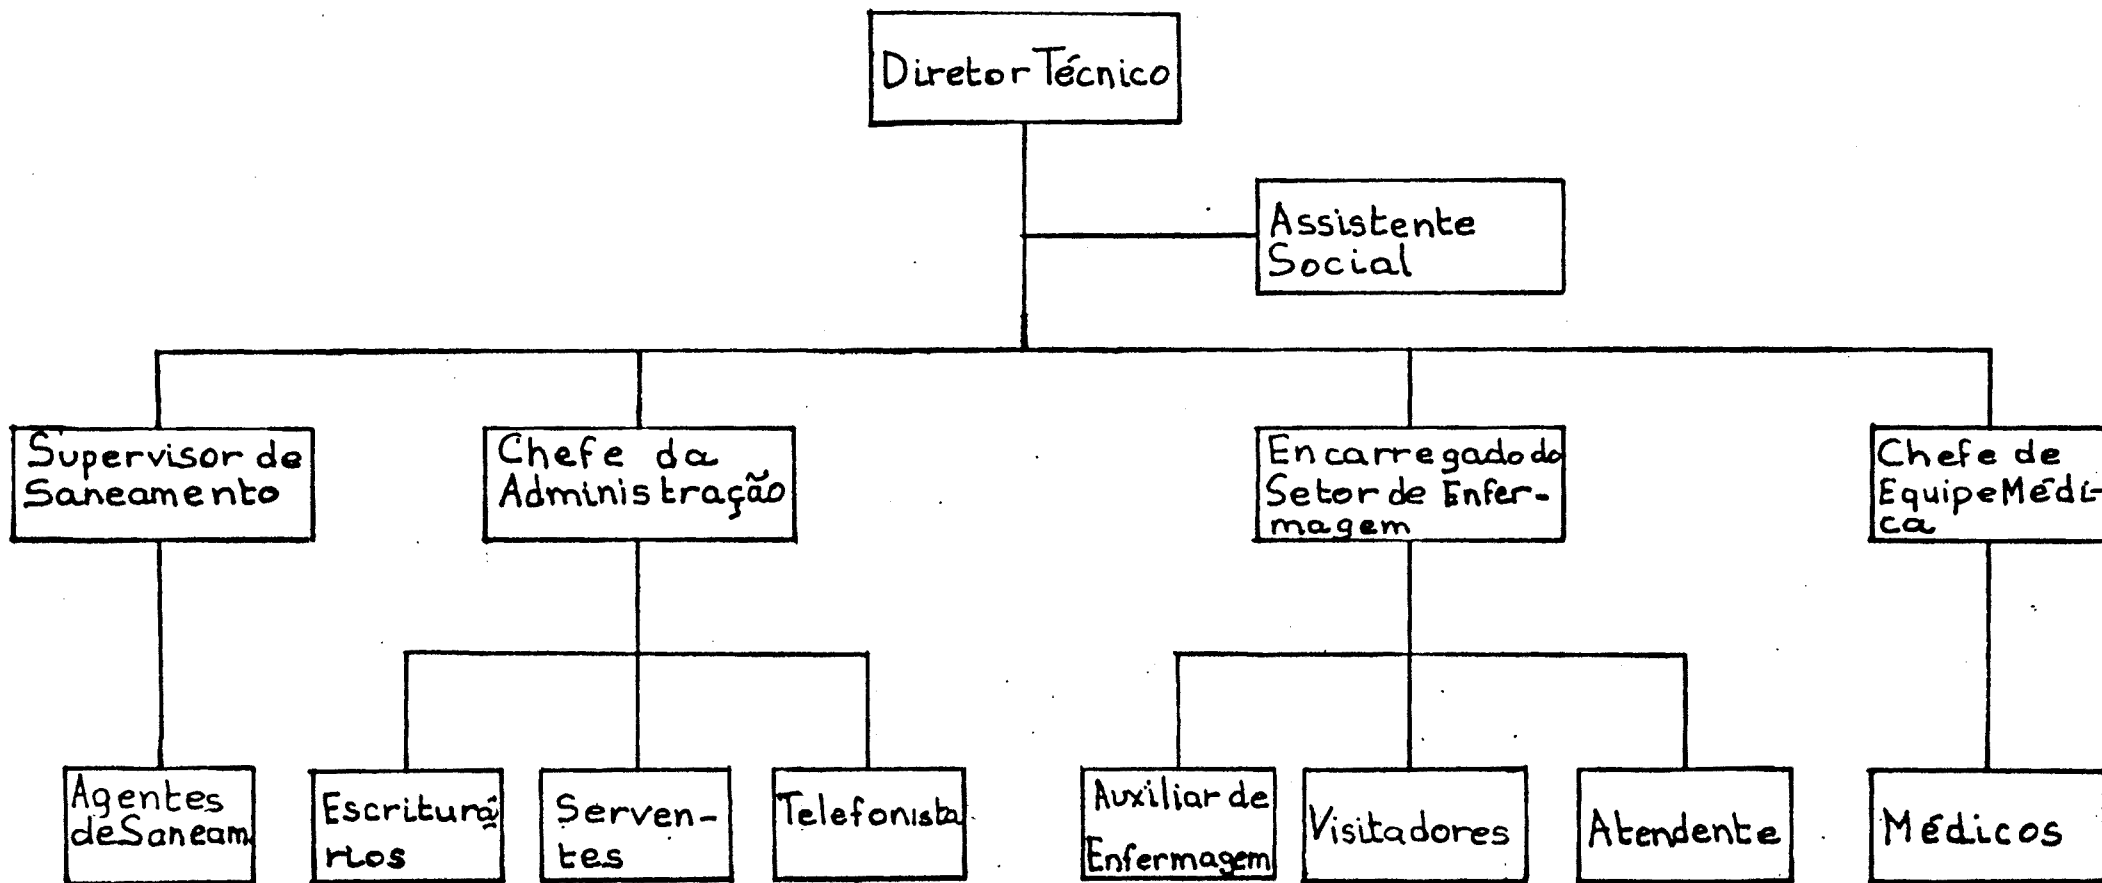 Diretor Técnico
Assistente
Social
Supervisor de
Saneamento
Chefe da
Administração
Encarregado do
Setor de Enfer-
magem
Chefe de
Equipe Médi-
ca
Agentes
de Saneam.
Escriturá
rios
Serven-
tes
Telefonista
Auxiliar de
Enfermagem
Visitadores
Atendente
Médicos